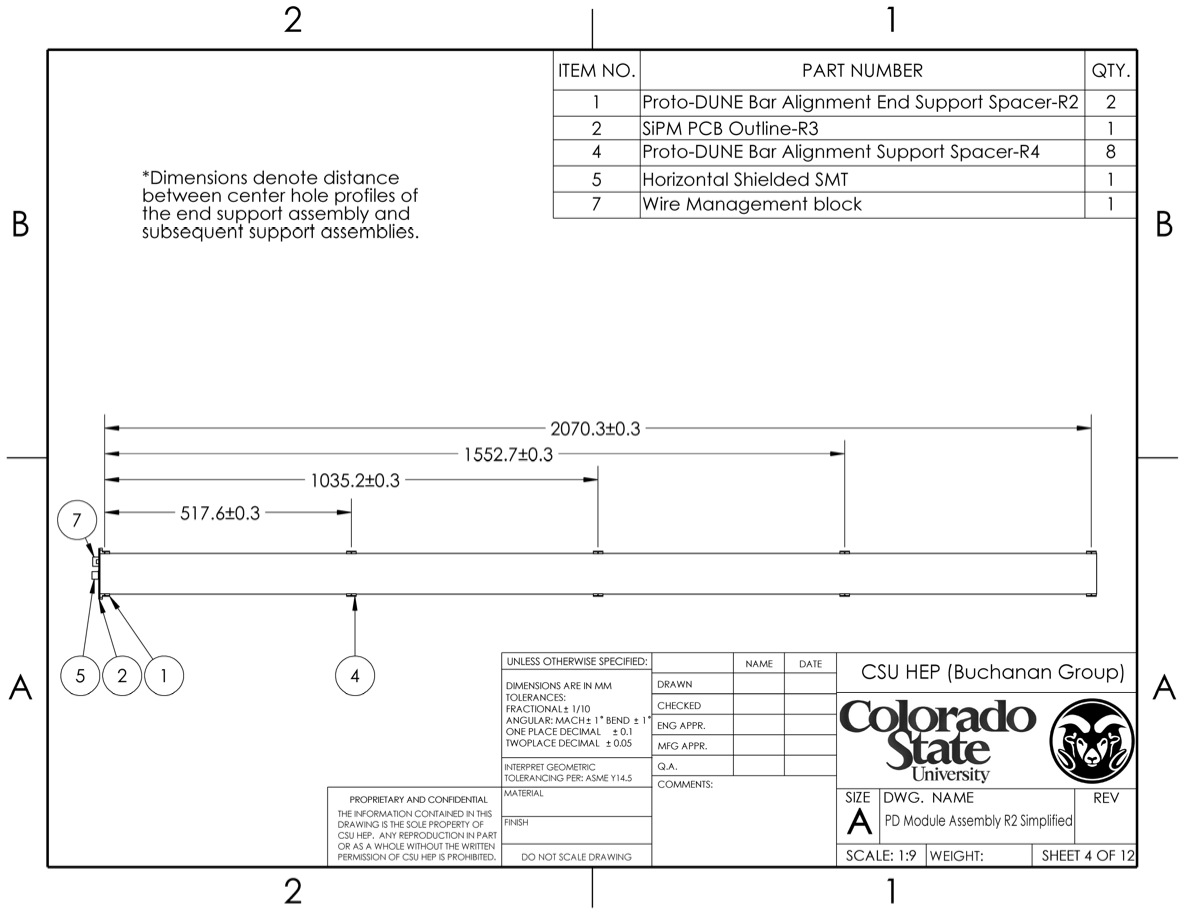 2
1
ITEM NO. PART NUMBER QTY.
1 Proto-DUNE Bar Alignment End Support Spacer-R2 2
2 SiPM PCB Outline-R3 1
4 Proto-DUNE Bar Alignment Support Spacer-R4 8
5 Horizontal Shielded SMT 1
7 Wire Management block 1
*Dimensions denote distance
between center hole profiles of
the end support assembly and
subsequent support assemblies.
B
B
2070.3±0.3
1552.7±0.3
1035.2±0.3
517.6±0.3
7
5
2
1
4
A
A
UNLESS OTHERWISE SPECIFIED:
DIMENSIONS ARE IN MM
TOLERANCES:
FRACTIONAL ± 1/10
ANGULAR: MACH ± 1° BEND ± 1°
ONE PLACE DECIMAL ± 0.1
TWOPLACE DECIMAL ± 0.05
INTERPRET GEOMETRIC
TOLERANCING PER: ASME Y14.5
MATERIAL
FINISH
DO NOT SCALE DRAWING
NAME DATE
DRAWN
CHECKED
ENG APPR.
MFG APPR.
Q.A.
COMMENTS:
PROPRIETARY AND CONFIDENTIAL
THE INFORMATION CONTAINED IN THIS
DRAWING IS THE SOLE PROPERTY OF
CSU HEP. ANY REPRODUCTION IN PART
OR AS A WHOLE WITHOUT THE WRITTEN
PERMISSION OF CSU HEP IS PROHIBITED.
CSU HEP (Buchanan Group)
Colorado
State
University
SIZE DWG. NAME REV
A PD Module Assembly R2 Simplified
SCALE: 1:9 WEIGHT: SHEET 4 OF 12
2
1